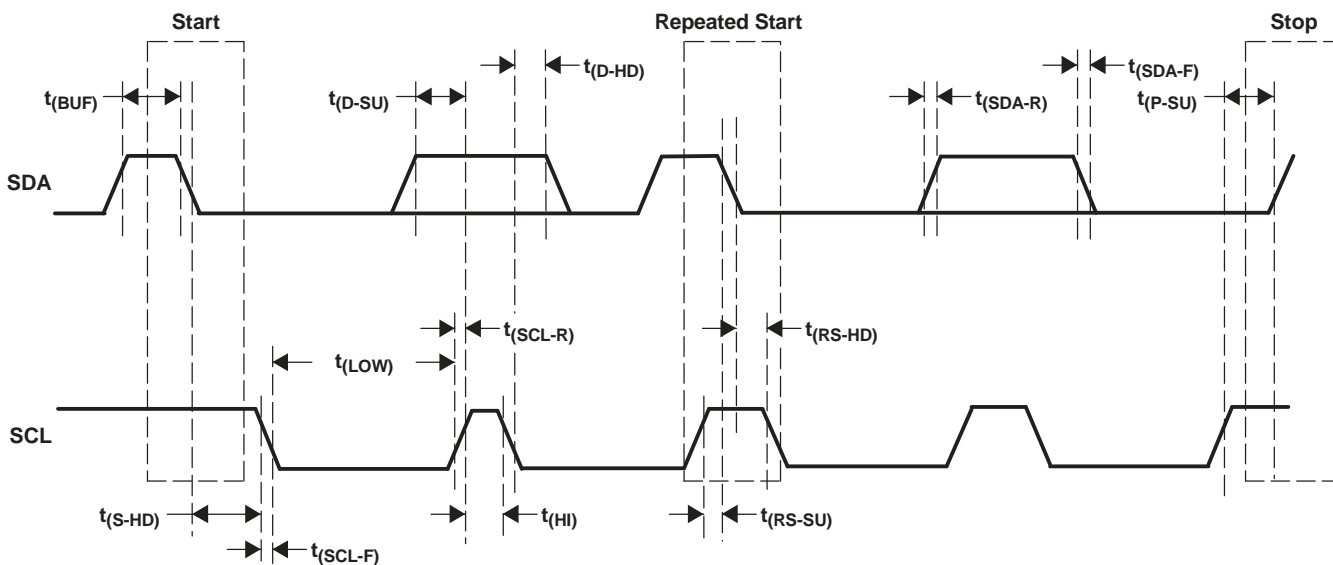 Start
Repeated Start
Stop
t(BUF)
t(D-SU)
t(D-HD)
t(SDA-R)
t(SDA-F)
t(P-SU)
SDA
t(SCL-R)
t(RS-HD)
t(LOW)
SCL
t(S-HD)
t(HI)
t(RS-SU)
t(SCL-F)